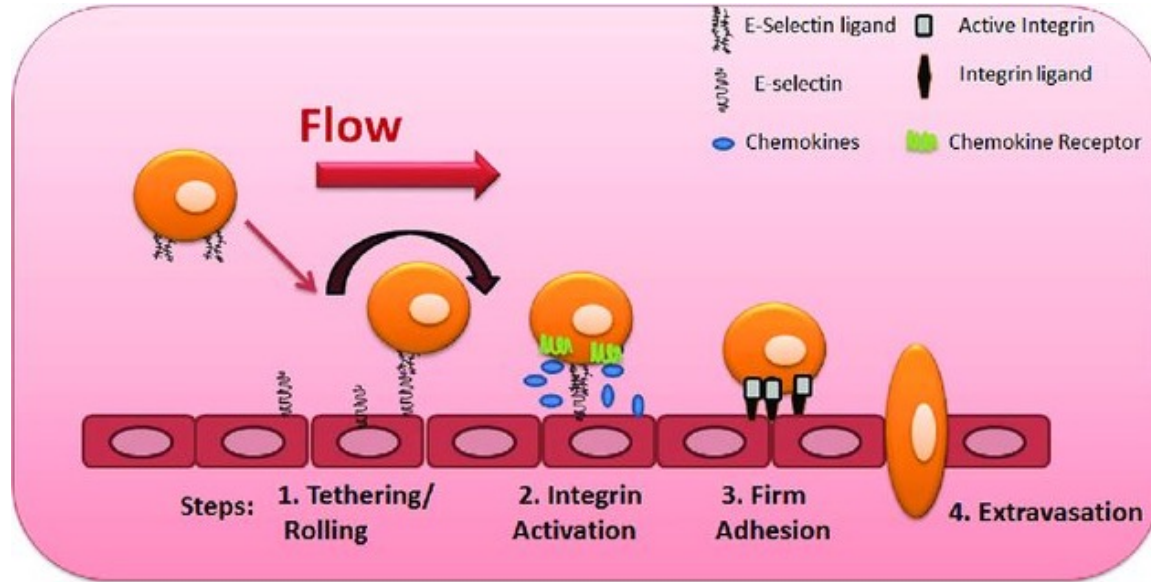 E-Selectin ligand
Active Integrin
E-selectin
Integrin ligand
Chemokines
Chemokine Receptor
Flow
Steps:
1. Tethering/
Rolling
2. Integrin
Activation
3. Firm
Adhesion
4. Extravasation